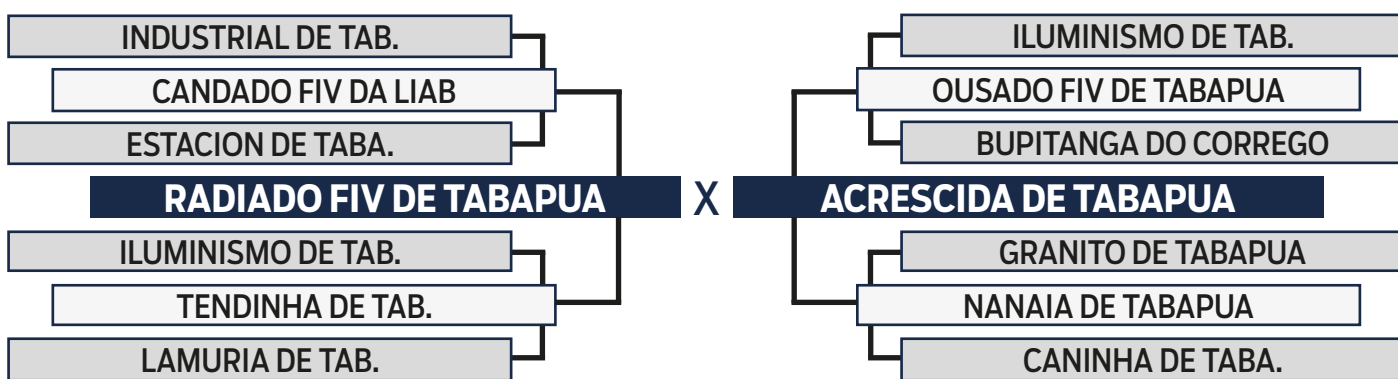 INDUSTRIAL DE TAB.
CANDADO FIV DA LIAB
ESTACION DE TABA.
RADIADO FIV DE TABAPUA
ILUMINISMO DE TAB.
TENDINHA DE TAB.
LAMURIA DE TAB.
X
ILUMINISMO DE TAB.
OUSADO FIV DE TABAPUA
BUPITANGA DO CORREGO
ACRESCIDA DE TABAPUA
GRANITO DE TABAPUA
NANAIA DE TABAPUA
CANINHA DE TABA.